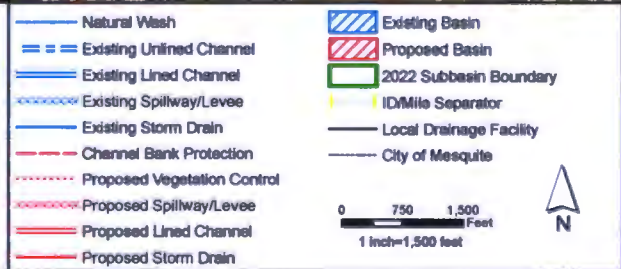 Natural Wash
Existing Unlined Channel
Existing Lined Channel
Existing Spillway/Levee
Existing Storm Drain
Channel Bank Protection
Proposed Vegetation Control
Proposed Spillway/Levee
Proposed Lined Channel
Proposed Storm Drain
Existing Basin
Proposed Basin
2022 Subbasin Boundary
ID/Mile Separator
Local Drainage Facility
City of Mesquite
0 750 1,500
Feet
1 inch=1,500 feet
N